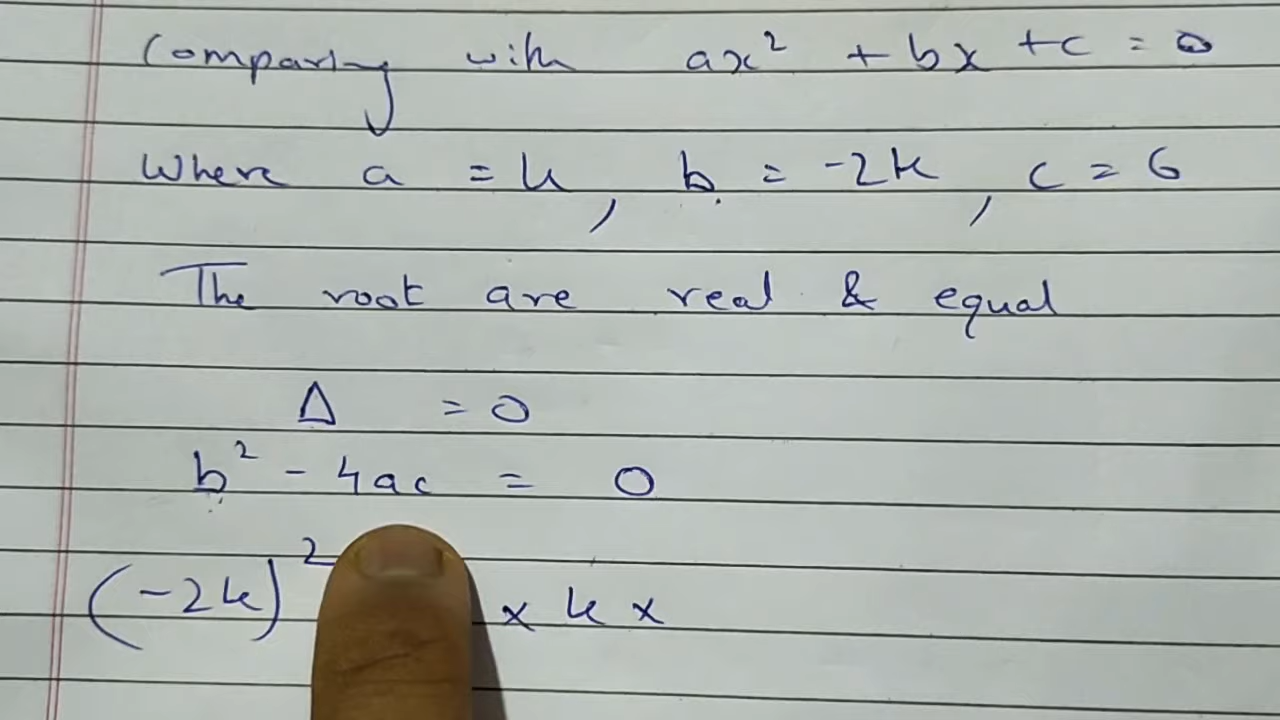 Comparing with ax² + bx + c = 0
Where a = k, b = -2k, c = 6
The root are real & equal
Δ = 0
b² - 4ac = 0
(-2k)² × k ×